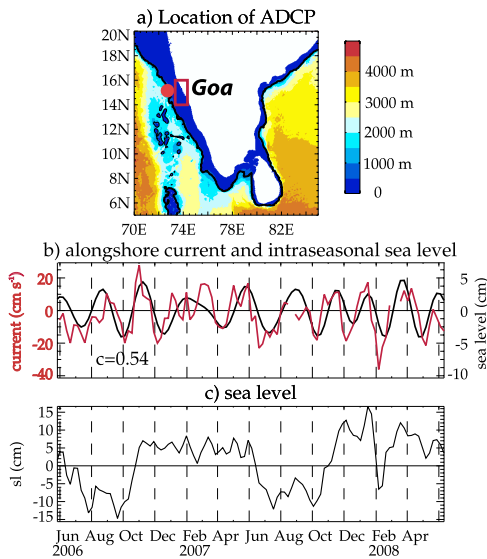 a) Location of ADCP
20N
18N
16N
14N
12N
10N
8N
6N
Goa
70E 74E 78E 82E
4000 m
3000 m
2000 m
1000 m
0
b) alongshore current and intraseasonal sea level
current (cm s⁻¹)
20
0
-20
-40
c=0.54
5
0
-5
-10
sea level (cm)
c) sea level
sl (cm)
15
10
5
0
-5
-10
-15
Jun Aug Oct Dec Feb Apr Jun Aug Oct Dec Feb Apr
2006 2007 2008